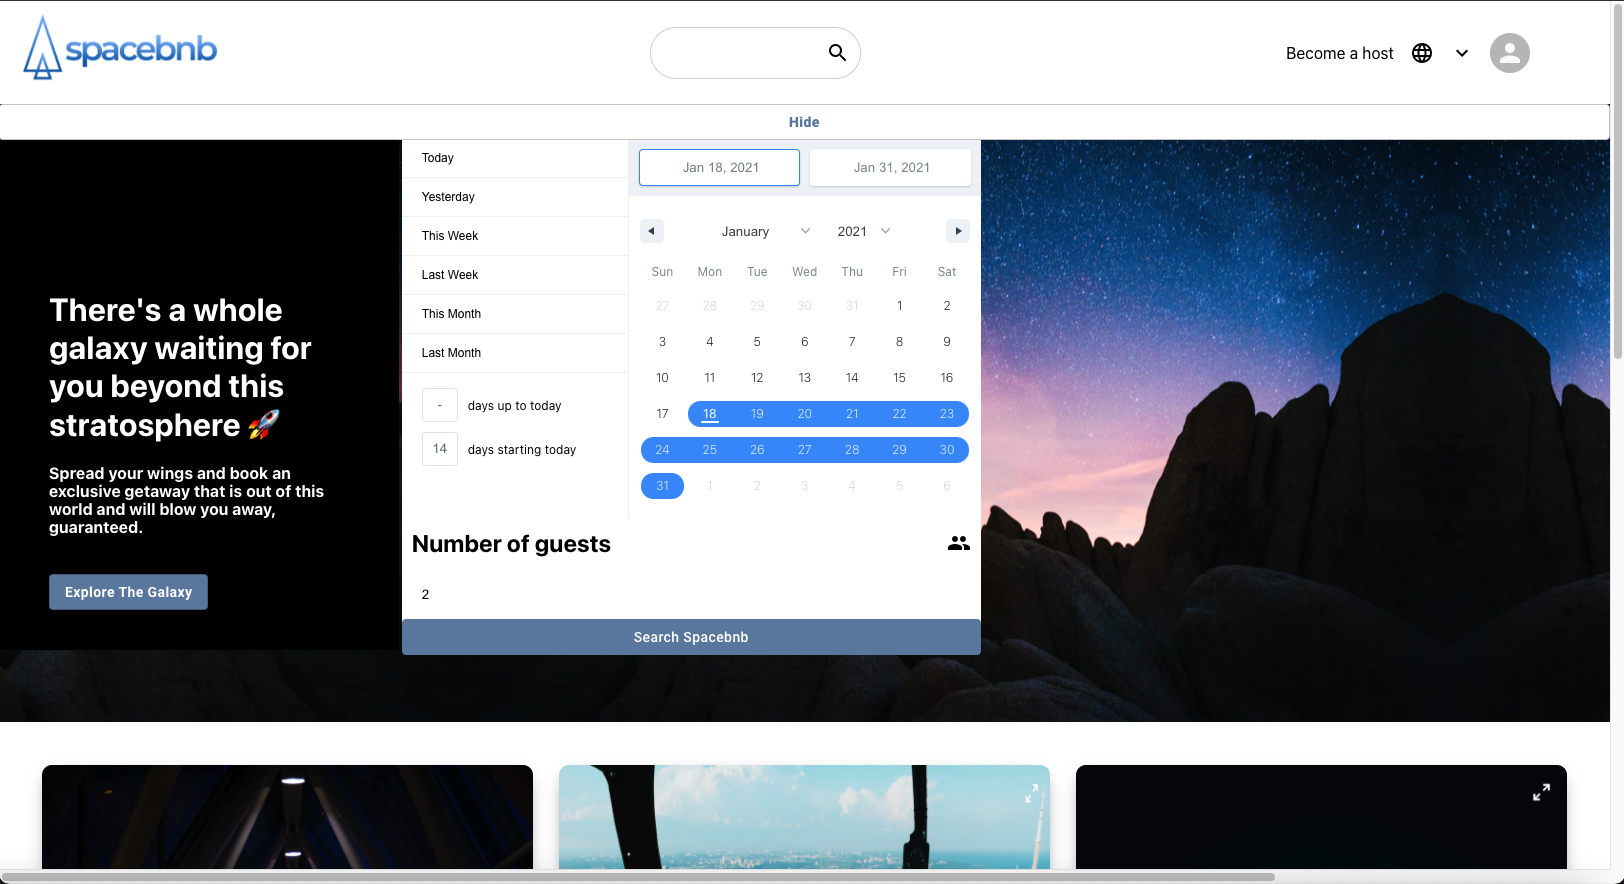 spacebnb
Become a host
Hide
There's a whole
galaxy waiting for
you beyond this
stratosphere 🚀
Spread your wings and book an
exclusive getaway that is out of this
world and will blow you away,
guaranteed.
Explore The Galaxy
Today
Yesterday
This Week
Last Week
This Month
Last Month
- days up to today
14 days starting today
Jan 18, 2021 Jan 31, 2021
January 2021
Sun Mon Tue Wed Thu Fri Sat
27 28 29 30 31 1 2
3 4 5 6 7 8 9
10 11 12 13 14 15 16
17 18 19 20 21 22 23
24 25 26 27 28 29 30
31 1 2 3 4 5 6
Number of guests
2
Search Spacebnb